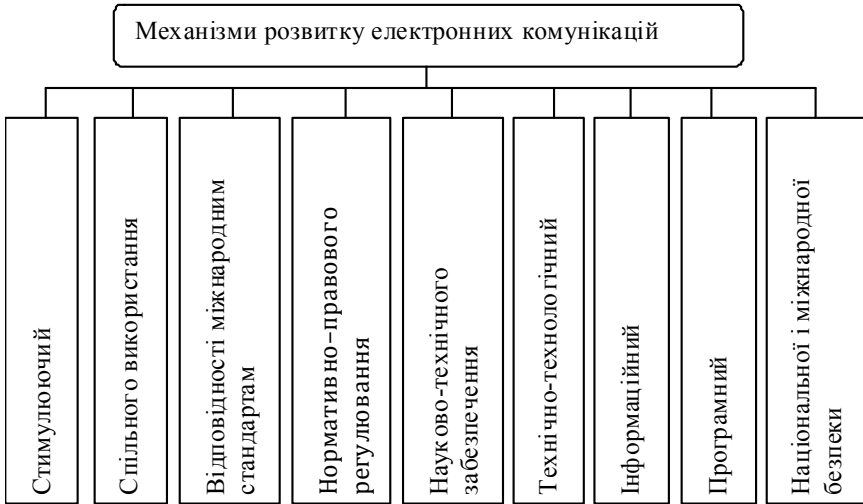 Механізми розвитку електронних комунікацій
Стимулюючий
Спільного використання
Відповідності міжнародним
стандартам
Нормативно-правового
регулювання
Науково-технічного
забезпечення
Технічно-технологічний
Інформаційний
Програмний
Національної і міжнародної
безпеки